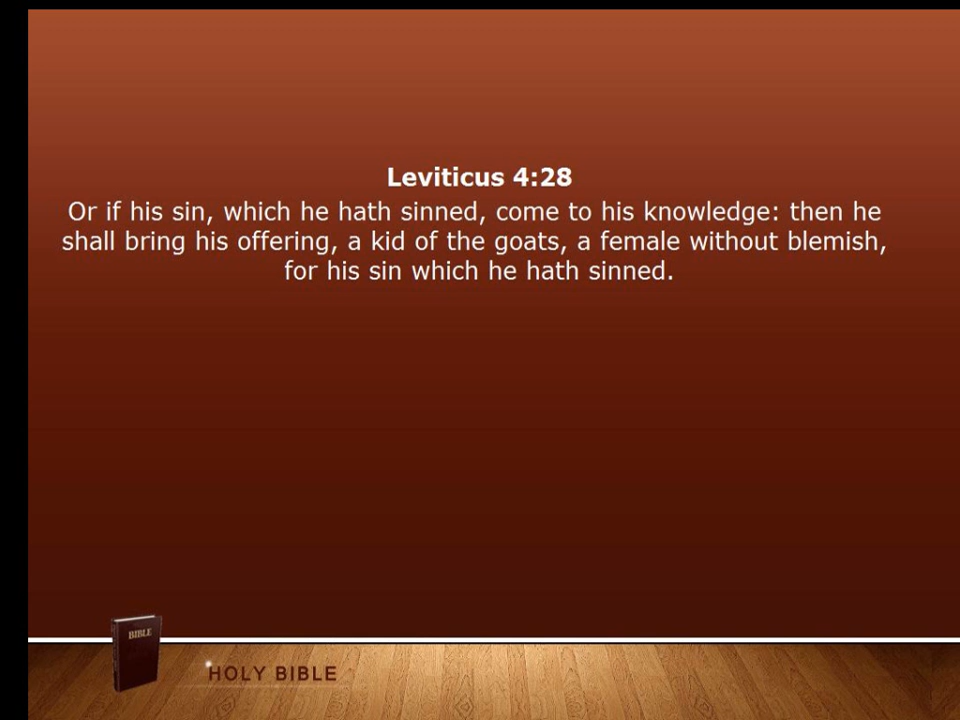 Leviticus 4:28
Or if his sin, which he hath sinned, come to his knowledge: then he
shall bring his offering, a kid of the goats, a female without blemish,
for his sin which he hath sinned.
BIBLE
HOLY BIBLE